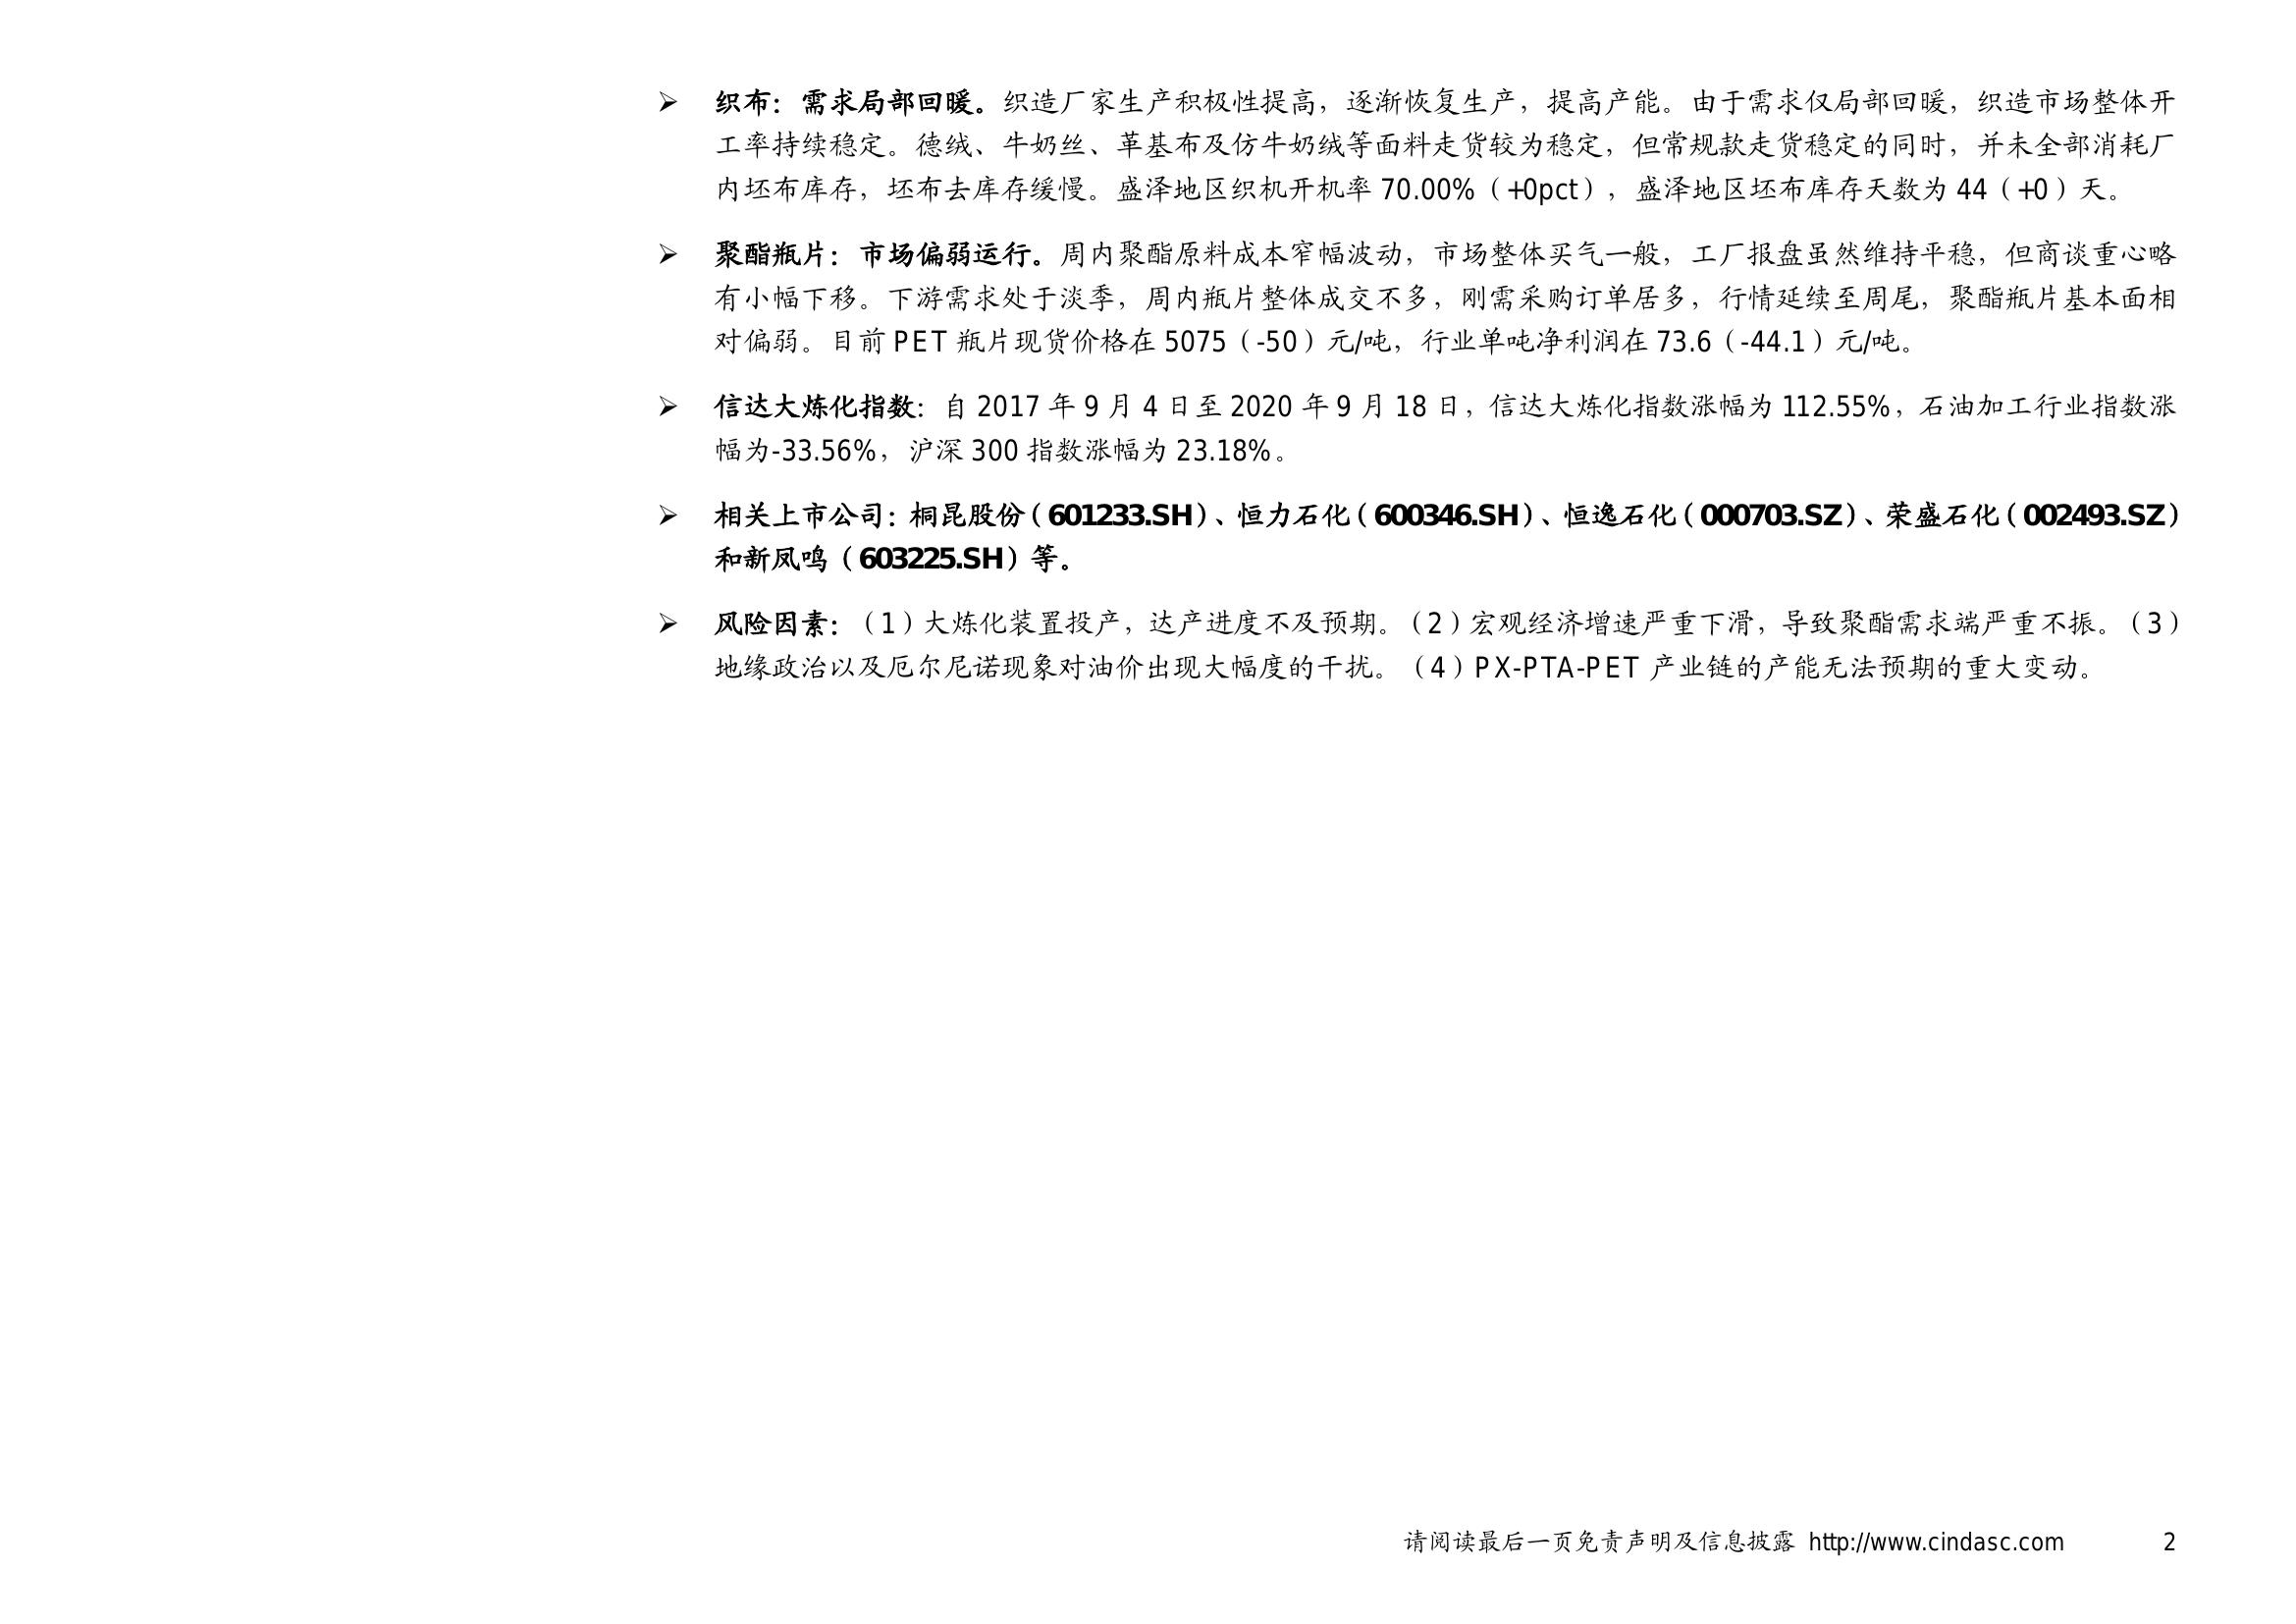 ➢ 织布：需求局部回暖。织造厂家生产积极性提高，逐渐恢复生产，提高产能。由于需求仅局部回暖，织造市场整体开
工率持续稳定。德绒、牛奶丝、革基布及仿牛奶绒等面料走货较为稳定，但常规款走货稳定的同时，并未全部消耗厂
内坯布库存，坯布去库存缓慢。盛泽地区织机开机率 70.00%（+0pct），盛泽地区坯布库存天数为 44（+0）天。
➢ 聚酯瓶片：市场偏弱运行。周内聚酯原料成本窄幅波动，市场整体买气一般，工厂报盘虽然维持平稳，但商谈重心略
有小幅下移。下游需求处于淡季，周内瓶片整体成交不多，刚需采购订单居多，行情延续至周尾，聚酯瓶片基本面相
对偏弱。目前 PET 瓶片现货价格在 5075（-50）元/吨，行业单吨净利润在 73.6（-44.1）元/吨。
➢ 信达大炼化指数：自 2017 年 9 月 4 日至 2020 年 9 月 18 日，信达大炼化指数涨幅为 112.55%，石油加工行业指数涨
幅为-33.56%，沪深 300 指数涨幅为 23.18%。
➢ 相关上市公司：桐昆股份（601233.SH）、恒力石化（600346.SH）、恒逸石化（000703.SZ）、荣盛石化（002493.SZ）
和新凤鸣（603225.SH）等。
➢ 风险因素：（1）大炼化装置投产，达产进度不及预期。（2）宏观经济增速严重下滑，导致聚酯需求端严重不振。（3）
地缘政治以及厄尔尼诺现象对油价出现大幅度的干扰。（4）PX-PTA-PET 产业链的产能无法预期的重大变动。
请阅读最后一页免责声明及信息披露 http://www.cindasc.com 2